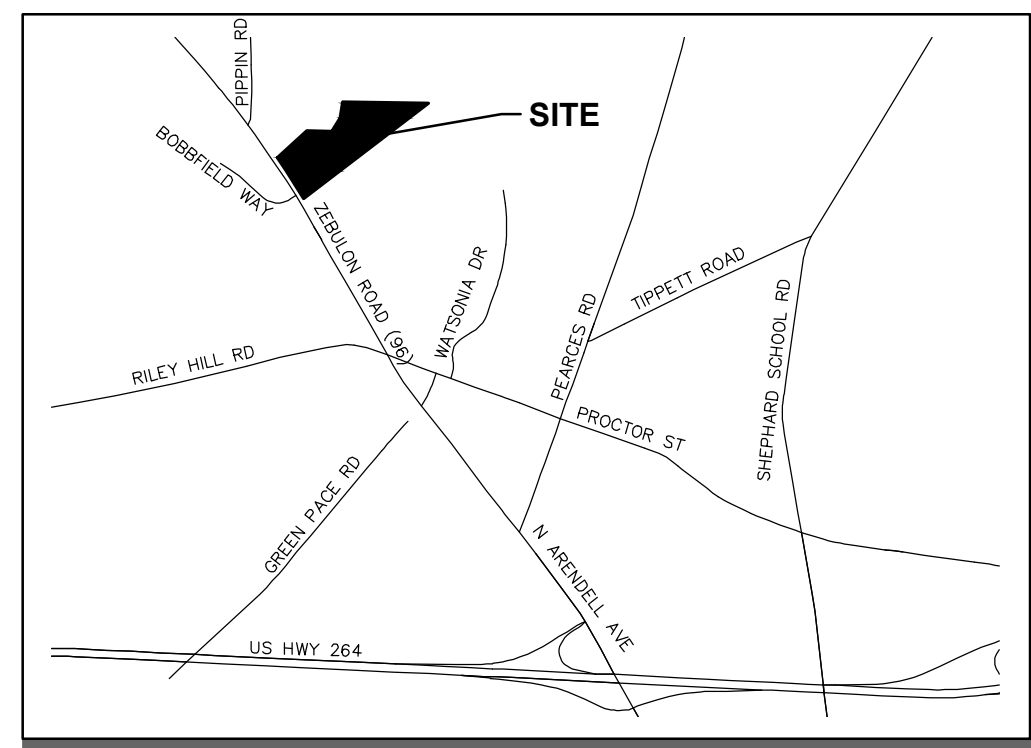 PIPPIN RD
SITE
BOBBFIELD WAY
ZEBULON ROAD (96)
WATSONIA DR
TIPPETT ROAD
PEARCES RD
SHEPHARD SCHOOL RD
RILEY HILL RD
PROCTOR ST
GREEN PACE RD
N ARENDELL AVE
US HWY 264